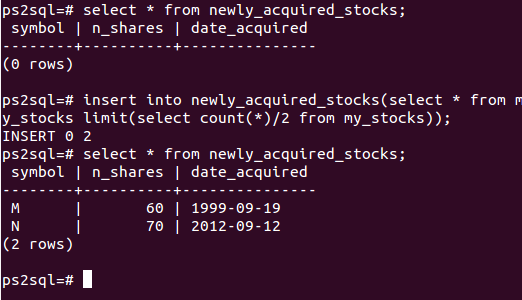 ps2sql=# select * from newly_acquired_stocks;
 symbol | n_shares | date_acquired
--------+----------+---------------
(0 rows)

ps2sql=# insert into newly_acquired_stocks(select * from m
y_stocks limit(select count(*)/2 from my_stocks));
INSERT 0 2
ps2sql=# select * from newly_acquired_stocks;
 symbol | n_shares | date_acquired
--------+----------+---------------
 M      |       60 | 1999-09-19
 N      |       70 | 2012-09-12
(2 rows)

ps2sql=#